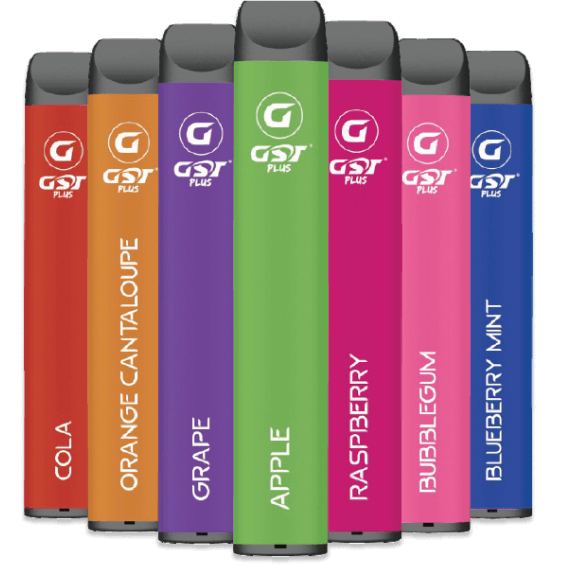 G
GST
PLUS
COLA
G
GST
PLUS
ORANGE CANTALOUPE
G
GST
PLUS
GRAPE
G
GST
PLUS
APPLE
G
GST
PLUS
RASPBERRY
G
GST
PLUS
BUBBLEGUM
G
GST
PLUS
BLUEBERRY MINT